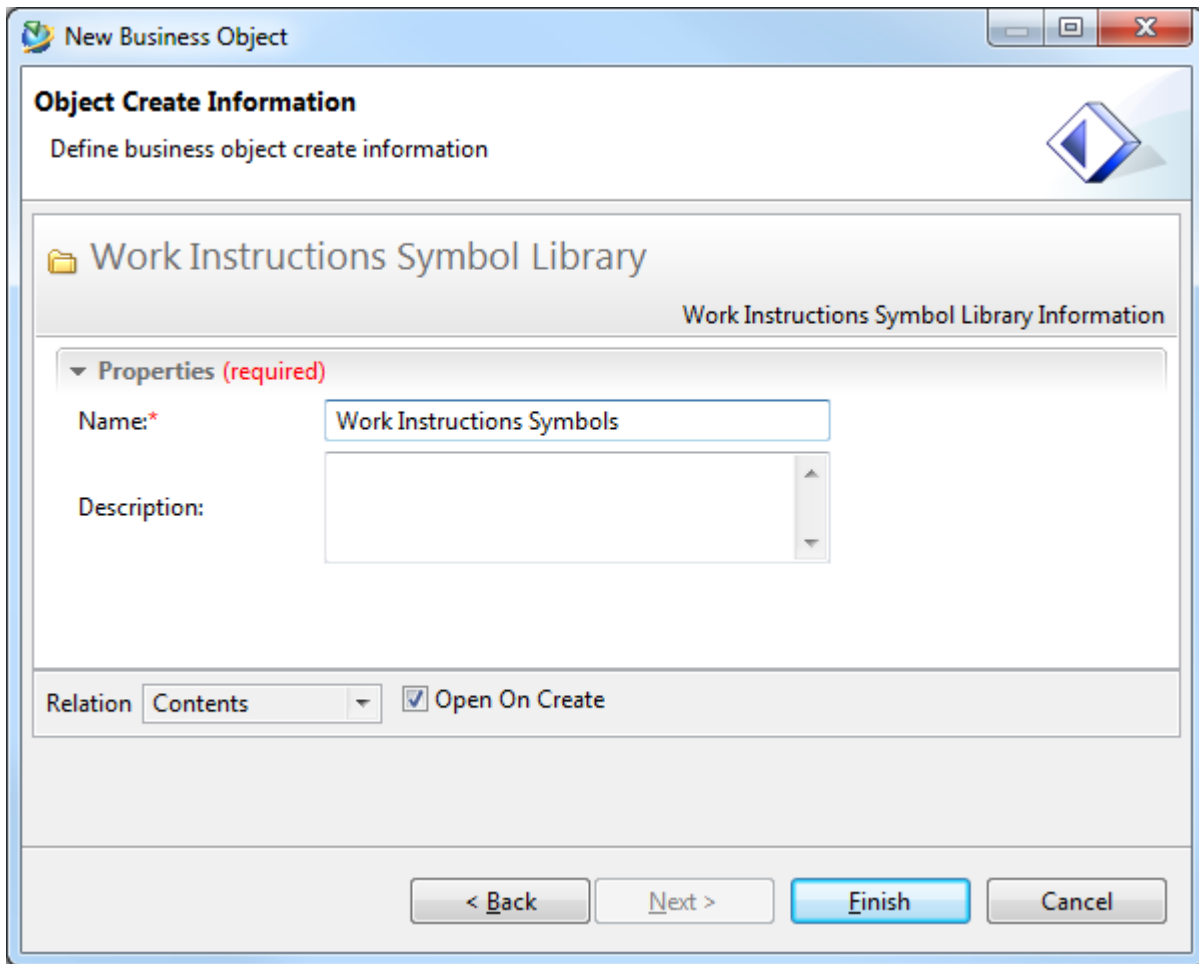 New Business Object
Object Create Information
Define business object create information
Work Instructions Symbol Library
Work Instructions Symbol Library Information
Properties (required)
Name:* Work Instructions Symbols
Description:
Relation Contents Open On Create
< Back Next > Finish Cancel